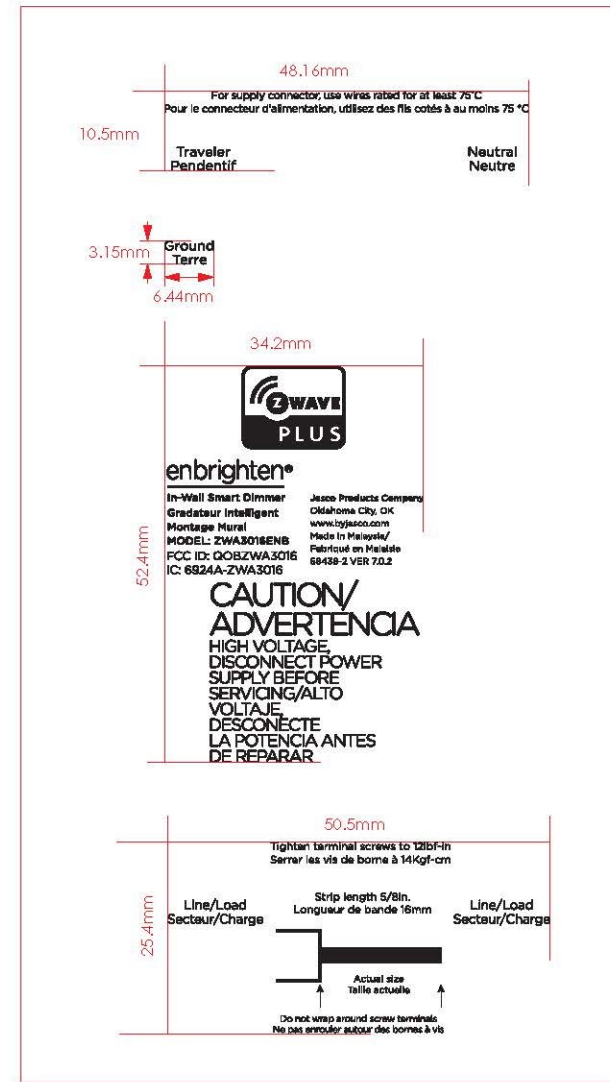 48.16mm
For supply connector, use wires rated for at least 75°C
Pour le connecteur d'alimentation, utilisez des fils cotés à au moins 75 °C
10.5mm
Traveler
Pendentif
Neutral
Neutre
3.15mm
Ground
Terre
6.44mm
34.2mm
Z WAVE
PLUS
enbrighten®
In-Wall Smart Dimmer
Gradateur Intelligent
Montage Mural
MODEL: ZWA3016ENB
FCC ID: QOBZWA3016
IC: 6924A-ZWA3016
Jasco Products Company
Oklahoma City, OK
www.byjasco.com
Made in Malaysia/
Fabriqué en Malaisie
58438-2 VER 7.0.2
52.4mm
CAUTION/
ADVERTENCIA
HIGH VOLTAGE,
DISCONNECT POWER
SUPPLY BEFORE
SERVICING/ALTO
VOLTAJE,
DESCONECTE
LA POTENCIA ANTES
DE REPARAR
50.5mm
Tighten terminal screws to 12lbf-in
Serrer les vis de borne à 14Kgf-cm
25.4mm
Line/Load
Secteur/Charge
Strip length 5/8in.
Longueur de bande 16mm
Line/Load
Secteur/Charge
Actual size
Taille actuelle
Do not wrap around screw terminals
Ne pas enrouler autour des bornes à vis